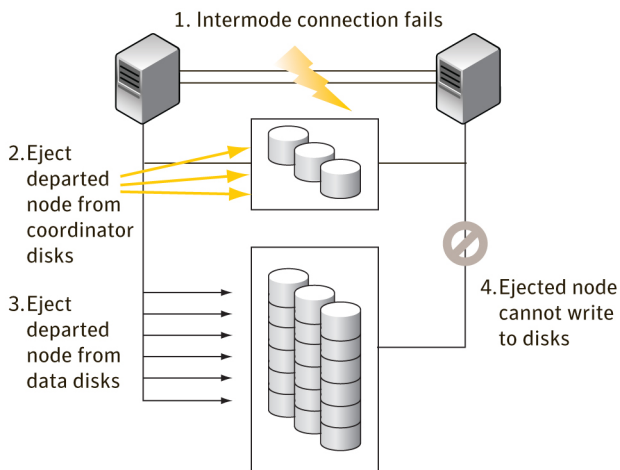 1. Intermode connection fails
2.Eject
departed
node from
coordinator
disks
3.Eject
departed
node from
data disks
4.Ejected node
cannot write
to disks